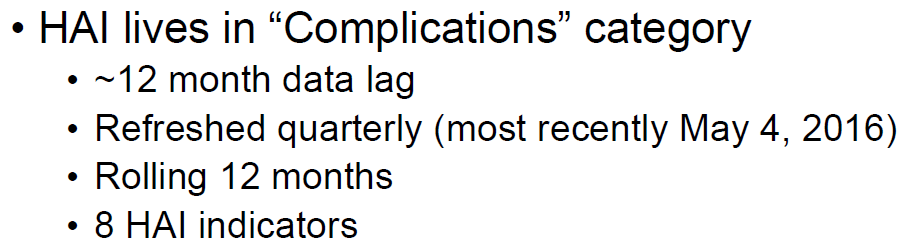 • HAI lives in “Complications” category
• ~12 month data lag
• Refreshed quarterly (most recently May 4, 2016)
• Rolling 12 months
• 8 HAI indicators